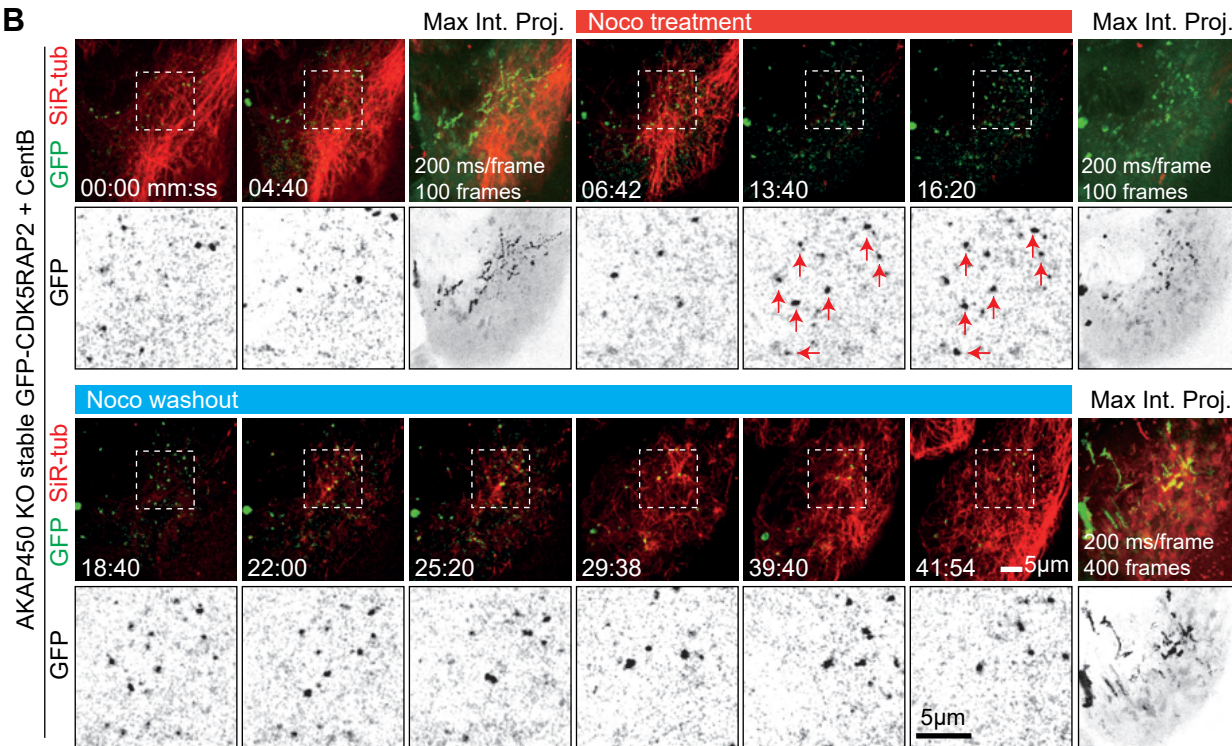 B
Max Int. Proj.
Noco treatment
Max Int. Proj.
AKAP450 KO stable GFP-CDK5RAP2 + CentB
GFP SiR-tub
00:00 mm:ss
04:40
200 ms/frame
100 frames
06:42
13:40
16:20
200 ms/frame
100 frames
GFP
Noco washout
Max Int. Proj.
GFP SiR-tub
18:40
22:00
25:20
29:38
39:40
41:54
5µm
200 ms/frame
400 frames
GFP
5µm